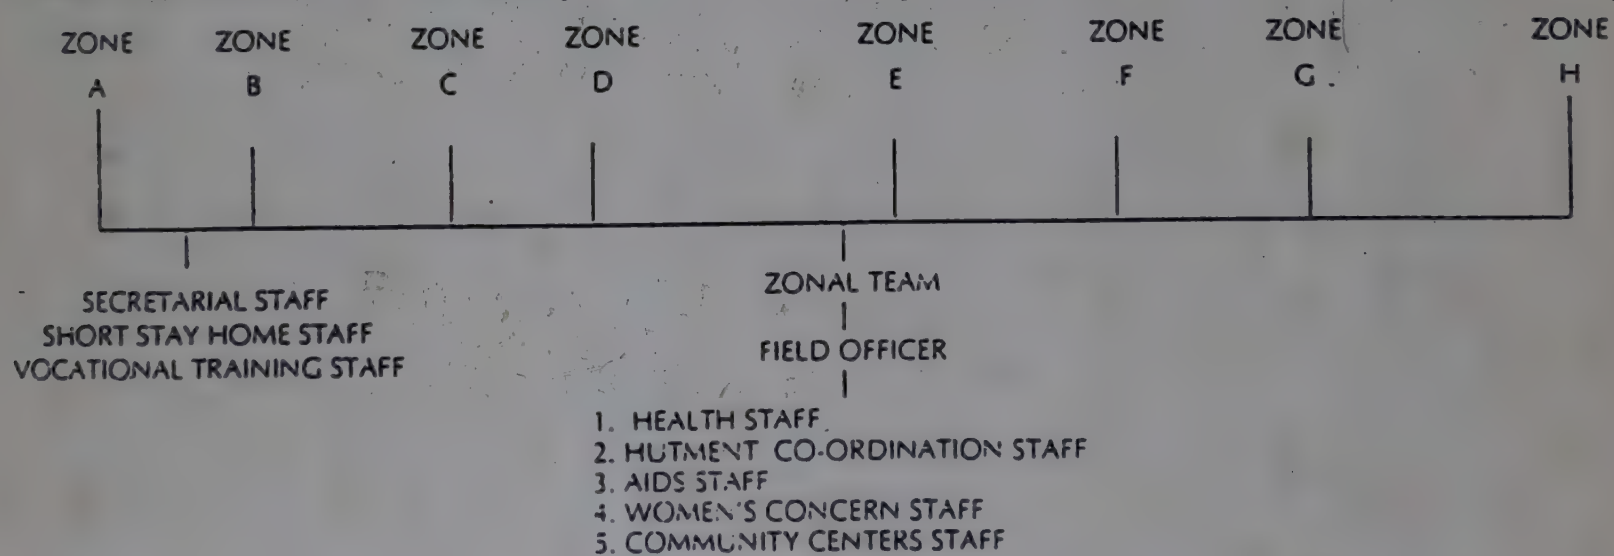 ZONE ZONE ZONE ZONE ZONE ZONE ZONE ZONE
A B C D E F G H
SECRETARIAL STAFF
SHORT STAY HOME STAFF
VOCATIONAL TRAINING STAFF
ZONAL TEAM
FIELD OFFICER
1. HEALTH STAFF
2. HUTMENT CO-ORDINATION STAFF
3. AIDS STAFF
4. WOMEN'S CONCERN STAFF
5. COMMUNITY CENTERS STAFF